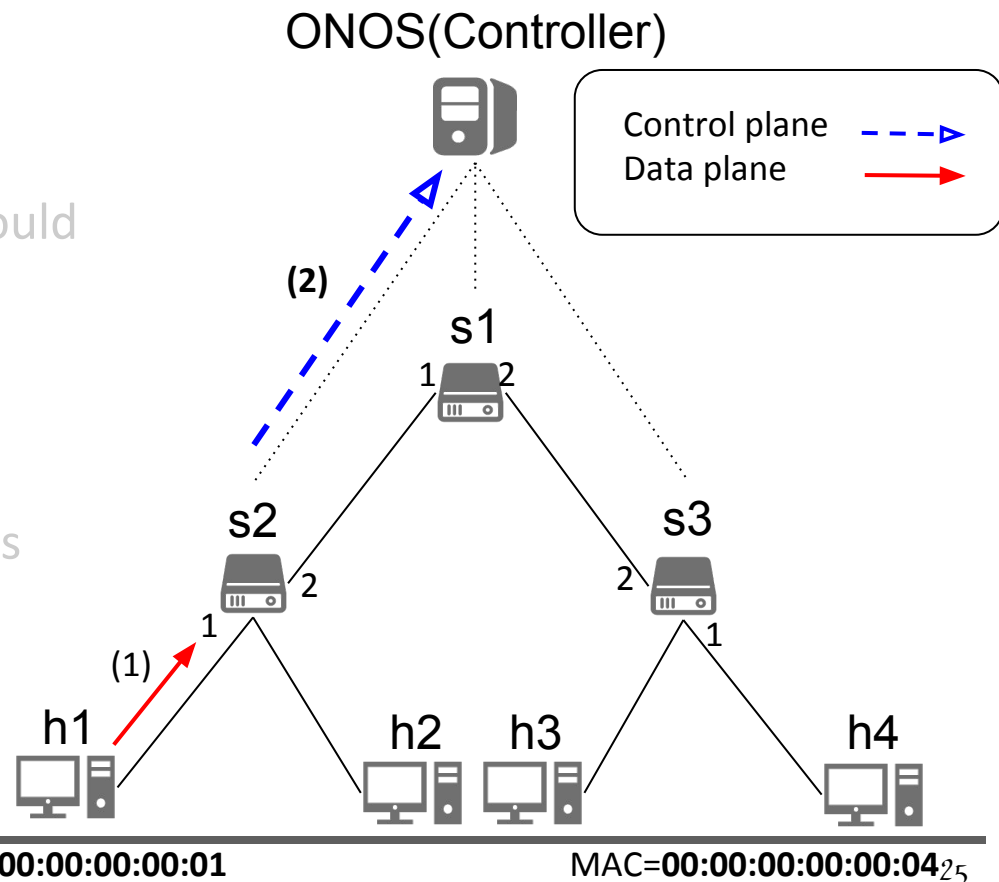 ONOS(Controller)
Control plane
Data plane
ould
(2)
s1
1 2
s2
s3
s
2
2
1
1
(1)
h1
h2
h3
h4
00:00:00:00:01
MAC=00:00:00:00:00:04
25